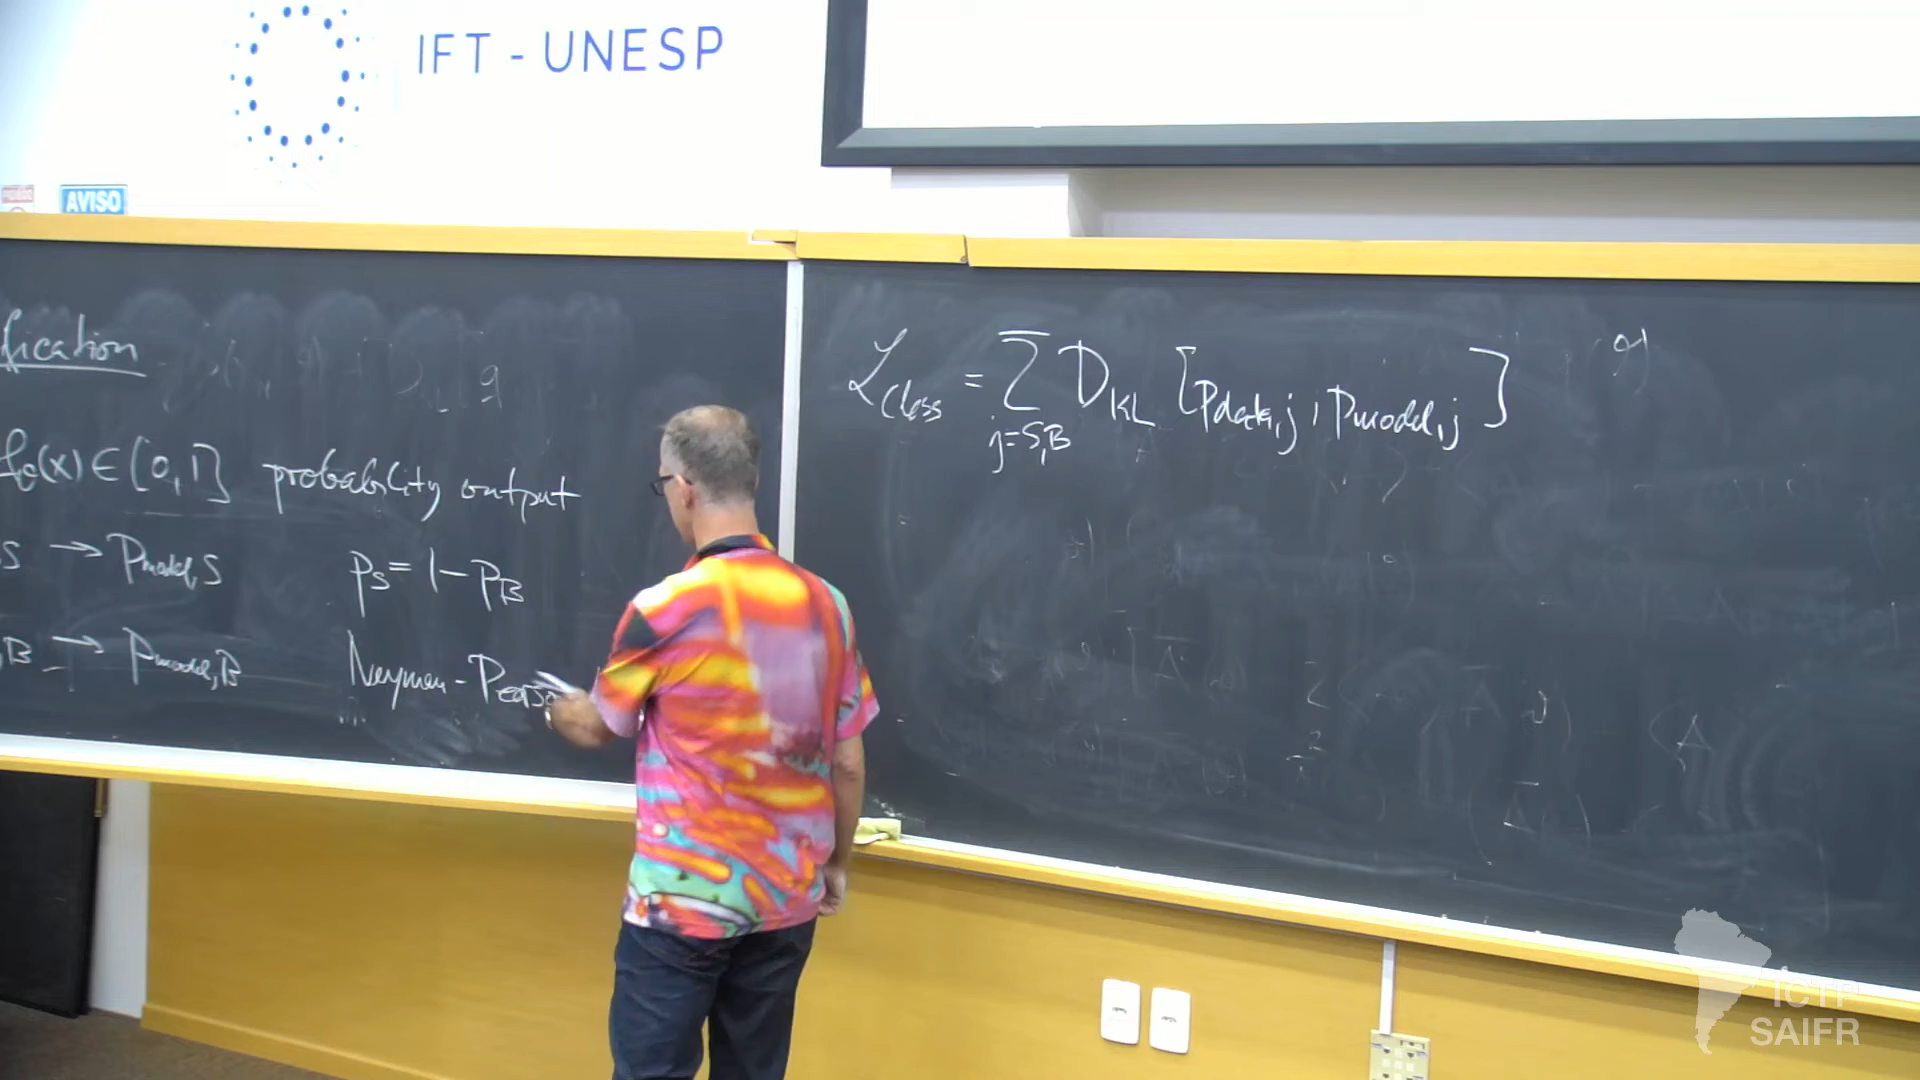 IFT - UNESP
AVISO
fication
fθ(x) ∈ [0,1] probability output
S → Pmodel,S
pS = 1 - pB
,B → Pmodel,B
Neyman - Pearso
LClass = Σ j=S,B DKL [Pdata,j , Pmodel,j]
ICTP
SAIFR